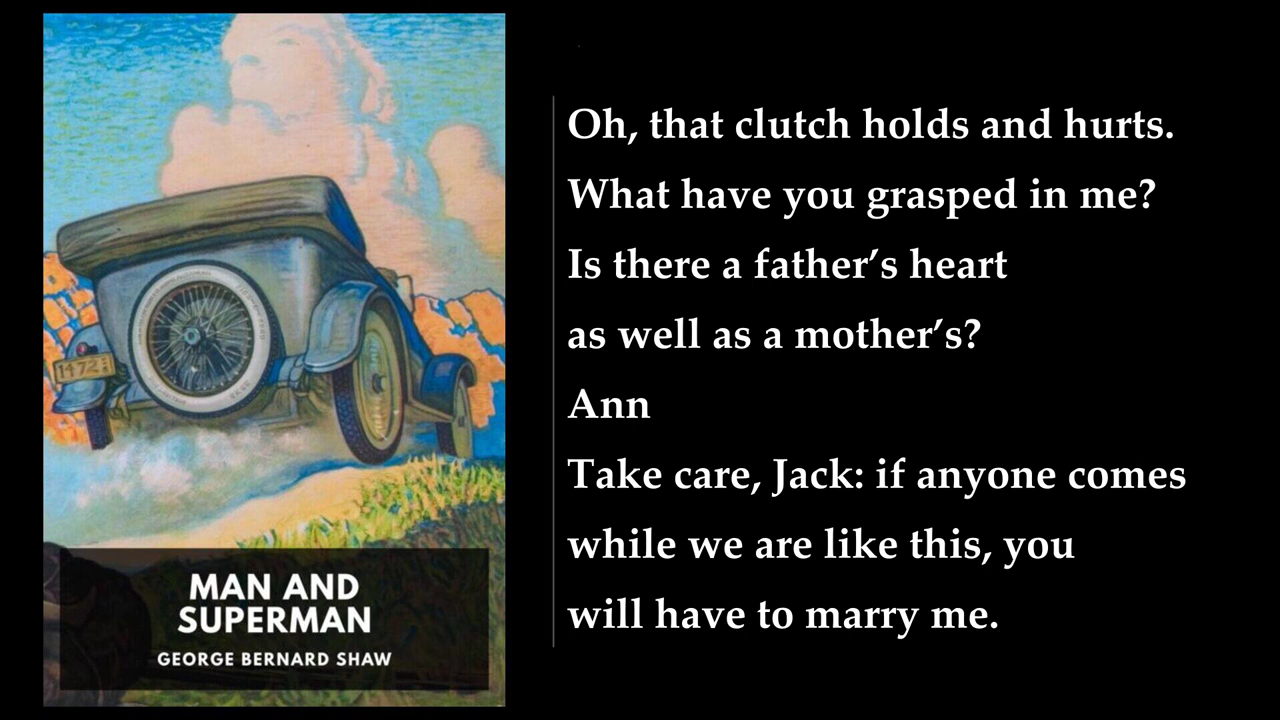 1472
MAN AND
SUPERMAN
GEORGE BERNARD SHAW
Oh, that clutch holds and hurts.
What have you grasped in me?
Is there a father’s heart
as well as a mother’s?
Ann
Take care, Jack: if anyone comes
while we are like this, you
will have to marry me.